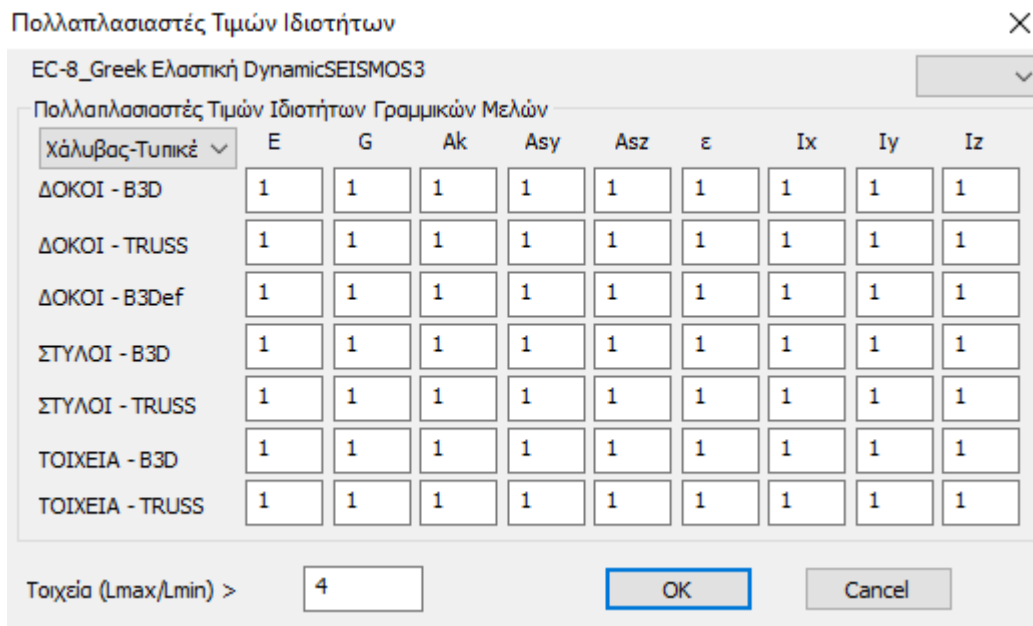 Πολλαπλασιαστές Τιμών Ιδιοτήτων
EC-8_Greek Ελαστική DynamicSEISMOS3
Πολλαπλασιαστές Τιμών Ιδιοτήτων Γραμμικών Μελών
Χάλυβας-Τυπικέ E G Ak Asy Asz ε Ix Iy Iz
ΔΟΚΟΙ - B3D 1 1 1 1 1 1 1 1 1
ΔΟΚΟΙ - TRUSS 1 1 1 1 1 1 1 1 1
ΔΟΚΟΙ - B3Def 1 1 1 1 1 1 1 1 1
ΣΤΥΛΟΙ - B3D 1 1 1 1 1 1 1 1 1
ΣΤΥΛΟΙ - TRUSS 1 1 1 1 1 1 1 1 1
ΤΟΙΧΕΙΑ - B3D 1 1 1 1 1 1 1 1 1
ΤΟΙΧΕΙΑ - TRUSS 1 1 1 1 1 1 1 1 1
Τοιχεία (Lmax/Lmin) > 4 OK Cancel